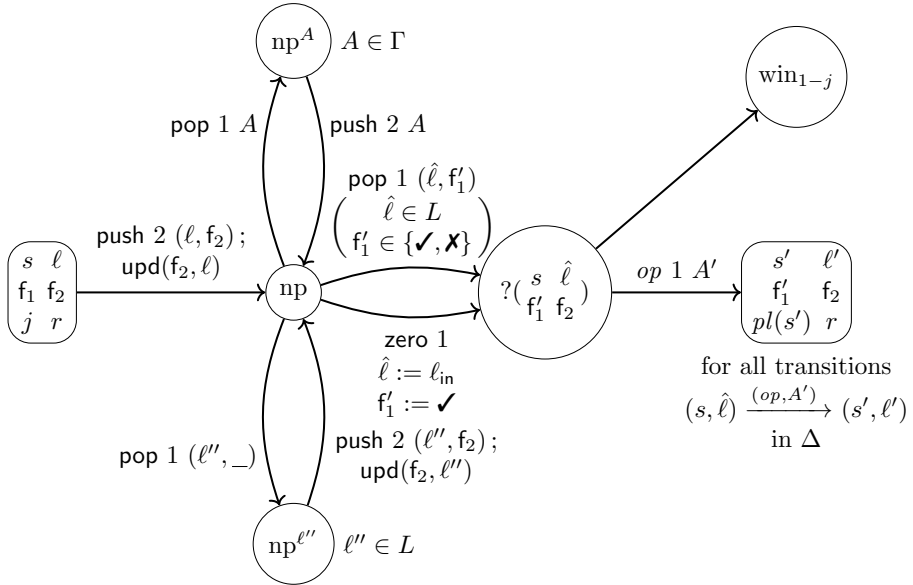 np^A A ∈ Γ
win_{1−j}
pop 1 A
push 2 A
pop 1 (ℓ̂, f′_1)
ℓ̂ ∈ L
f′_1 ∈ {✓, ✗}
push 2 (ℓ, f_2) ;
upd(f_2, ℓ)
s ℓ
f_1 f_2
j r
np
?( s ℓ̂
f′_1 f_2 )
op 1 A′
s′ ℓ′
f′_1 f_2
pl(s′) r
zero 1
ℓ̂ := ℓ_in
f′_1 := ✓
for all transitions
(s, ℓ̂) —(op,A′)→ (s′, ℓ′)
in Δ
pop 1 (ℓ′′, _)
push 2 (ℓ′′, f_2) ;
upd(f_2, ℓ′′)
np^{ℓ′′} ℓ′′ ∈ L